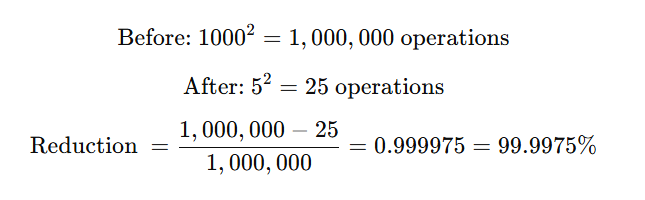 Before: 1000² = 1,000,000 operations
After: 5² = 25 operations
Reduction = (1,000,000 − 25) / 1,000,000 = 0.999975 = 99.9975%